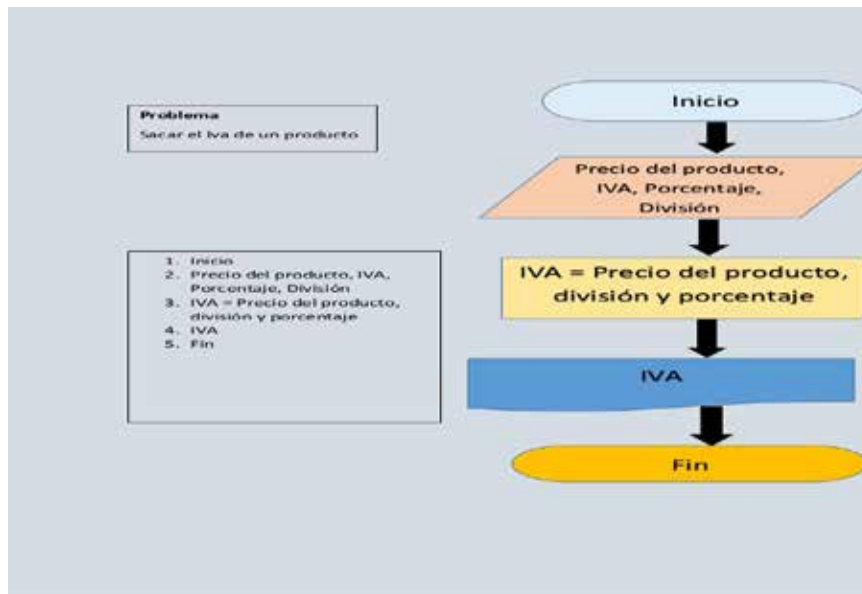 Problema
Sacar el Iva de un producto
1. Inicio
2. Precio del producto, IVA,
Porcentaje, División
3. IVA = Precio del producto,
división y porcentaje
4. IVA
5. Fin
Inicio
Precio del producto,
IVA, Porcentaje,
División
IVA = Precio del producto,
división y porcentaje
IVA
Fin